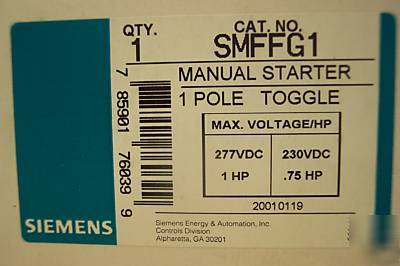 QTY.
1
CAT. NO.
SMFFG1
MANUAL STARTER
1 POLE TOGGLE
MAX. VOLTAGE/HP
277VDC 230VDC
1 HP .75 HP
20010119
7 85901 76039 9
SIEMENS
Siemens Energy & Automation, Inc.
Controls Division
Alpharetta, GA 30201